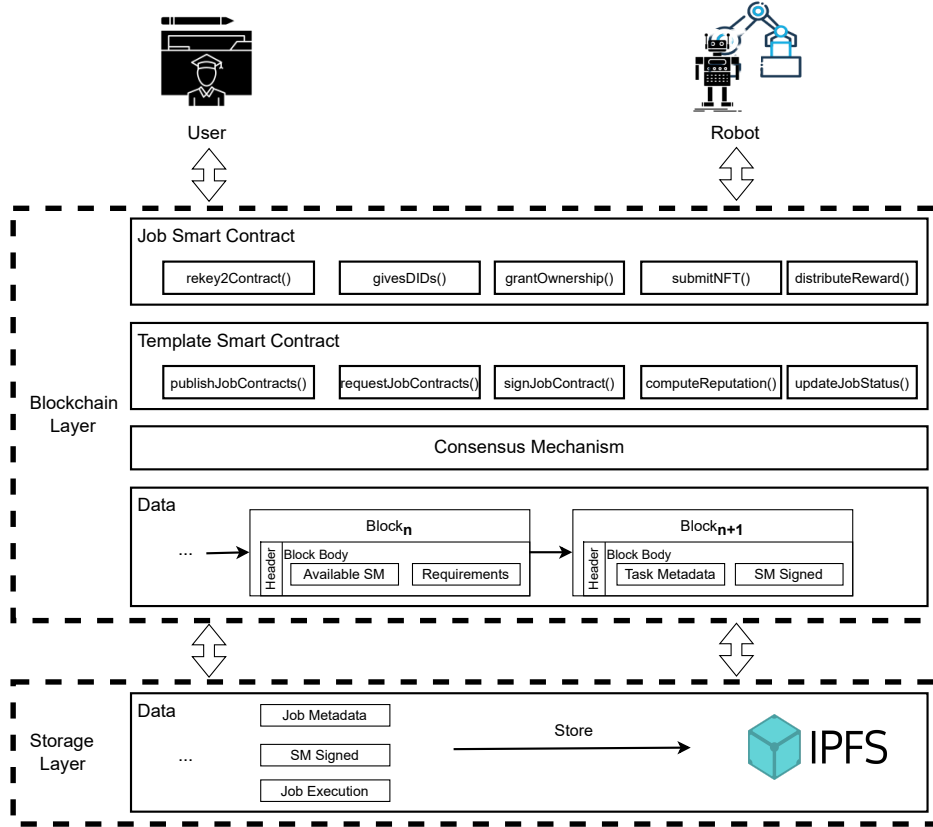 User
Robot
Job Smart Contract
rekey2Contract()
givesDIDs()
grantOwnership()
submitNFT()
distributeReward()
Template Smart Contract
publishJobContracts()
requestJobContracts()
signJobContract()
computeReputation()
updateJobStatus()
Blockchain
Layer
Consensus Mechanism
Data
...
Block n
Header
Block Body
Available SM
Requirements
Block n+1
Header
Block Body
Task Metadata
SM Signed
Storage
Layer
Data
...
Job Metadata
SM Signed
Job Execution
Store
IPFS